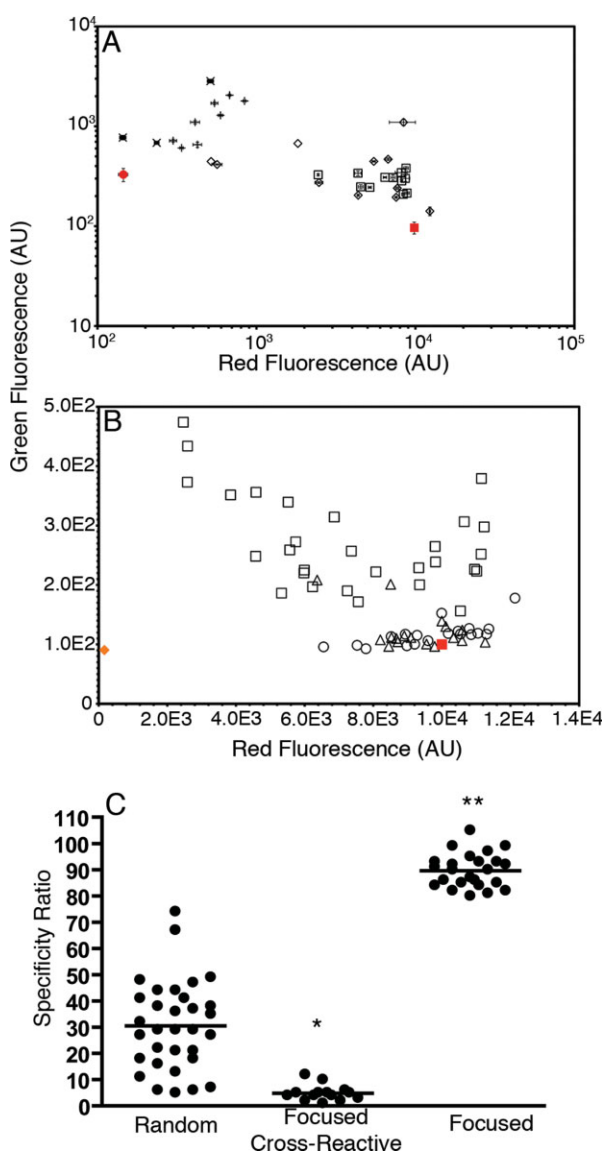 A
10⁴
10³
10²
10
10² 10³ 10⁴ 10⁵
Red Fluorescence (AU)
Green Fluorescence (AU)
B
5.0E2
4.0E2
3.0E2
2.0E2
1.0E2
0
0 2.0E3 4.0E3 6.0E3 8.0E3 1.0E4 1.2E4 1.4E4
Red Fluorescence (AU)
C
Specificity Ratio
110
100
90
80
70
60
50
40
30
20
10
0
*
**
Random Focused Cross-Reactive Focused